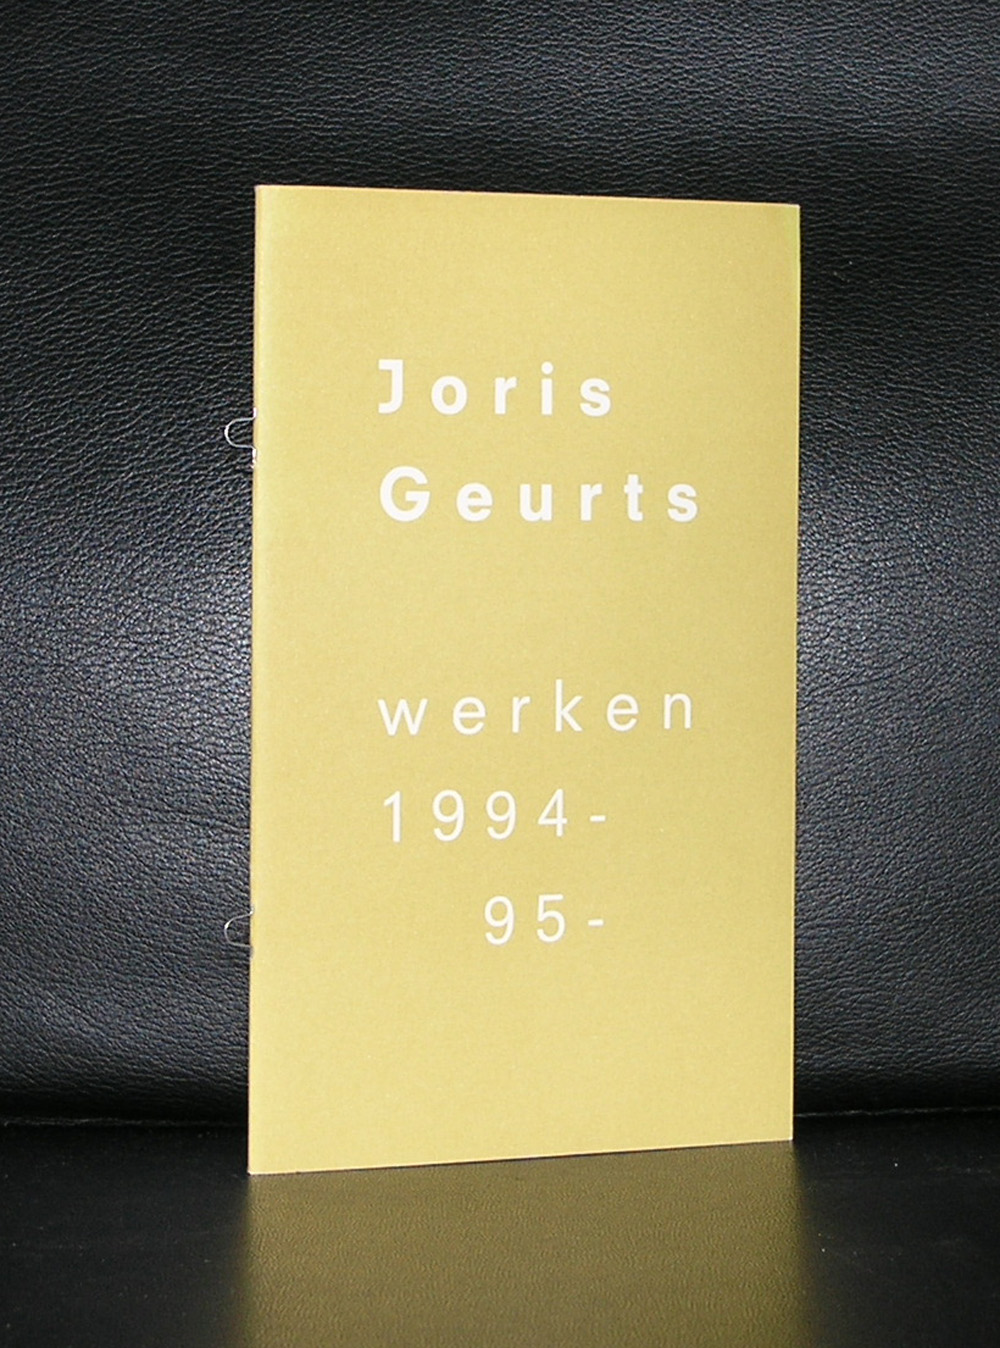 Joris
Geurts
werken
1994-
95-